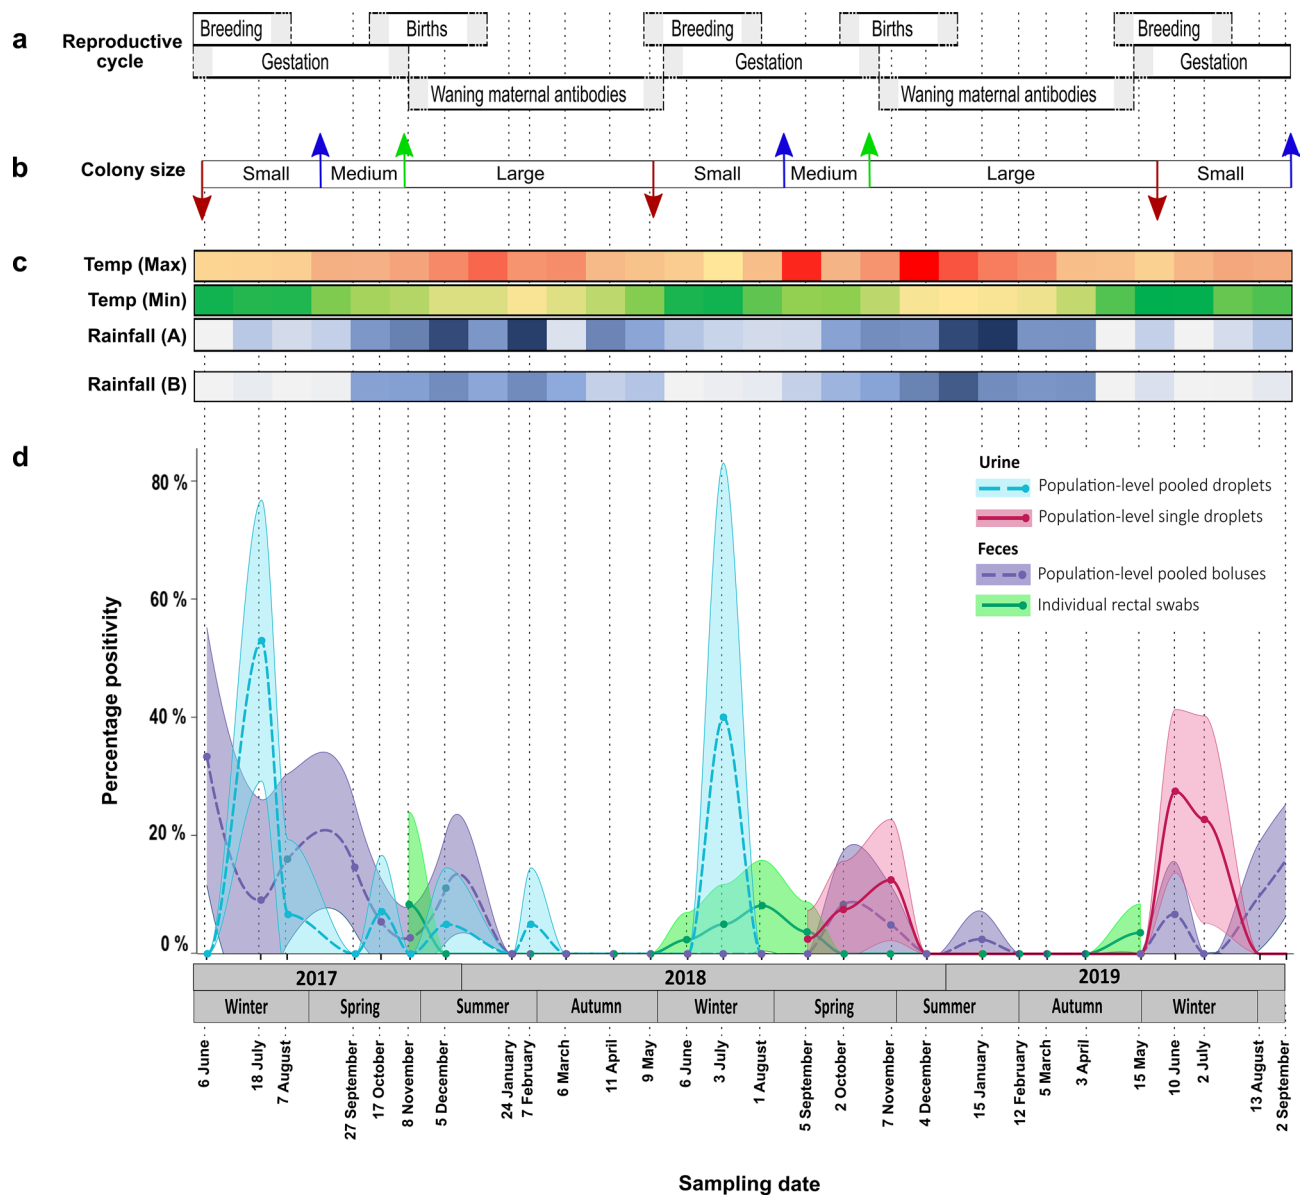 a
Reproductive
cycle
Breeding
Births
Breeding
Births
Breeding
Gestation
Gestation
Gestation
Waning maternal antibodies
Waning maternal antibodies
b
Colony size
Small
Medium
Large
Small
Medium
Large
Small
c
Temp (Max)
Temp (Min)
Rainfall (A)
Rainfall (B)
d
Percentage positivity
80 %
60 %
40 %
20 %
0 %
Urine
Population-level pooled droplets
Population-level single droplets
Feces
Population-level pooled boluses
Individual rectal swabs
2017
2018
2019
Winter
Spring
Summer
Autumn
Winter
Spring
Summer
Autumn
Winter
6 June
18 July
7 August
27 September
17 October
8 November
5 December
24 January
7 February
6 March
11 April
9 May
6 June
3 July
1 August
5 September
2 October
7 November
4 December
15 January
12 February
5 March
3 April
15 May
10 June
2 July
13 August
2 September
Sampling date